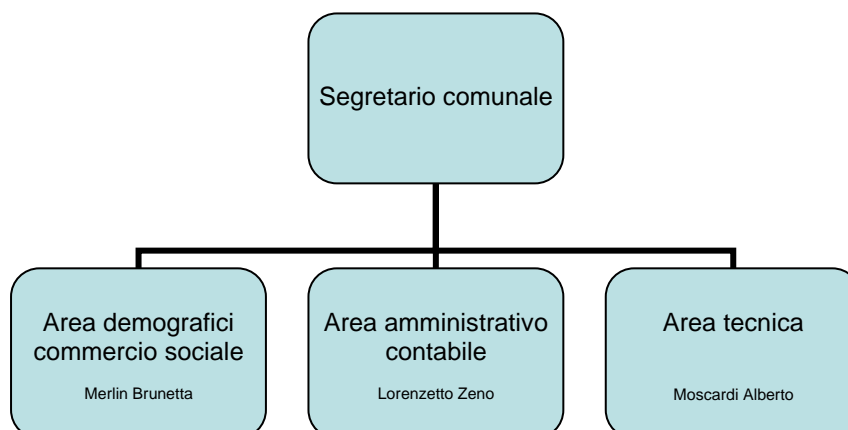 Segretario comunale
Area demografici
commercio sociale
Merlin Brunetta
Area amministrativo
contabile
Lorenzetto Zeno
Area tecnica
Moscardi Alberto